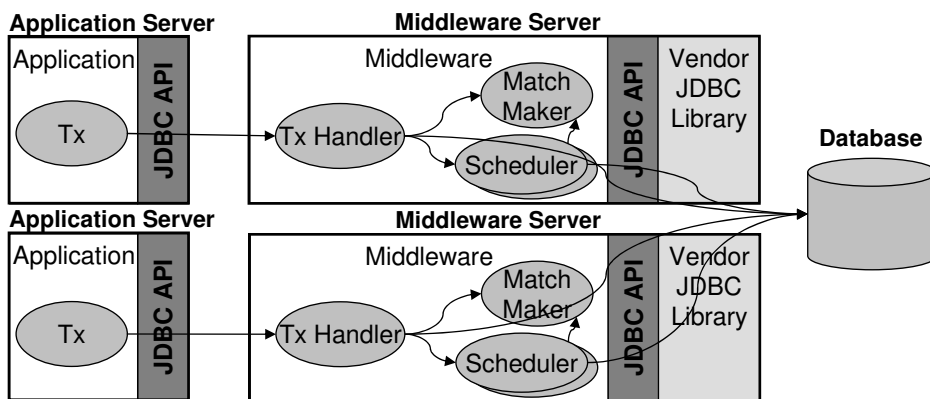 Application Server
Middleware Server
Application
JDBC API
Middleware
JDBC API
Vendor
JDBC
Library
Match
Maker
Tx
Tx Handler
Scheduler
Database
Application Server
Middleware Server
Application
JDBC API
Middleware
JDBC API
Vendor
JDBC
Library
Match
Maker
Tx
Tx Handler
Scheduler